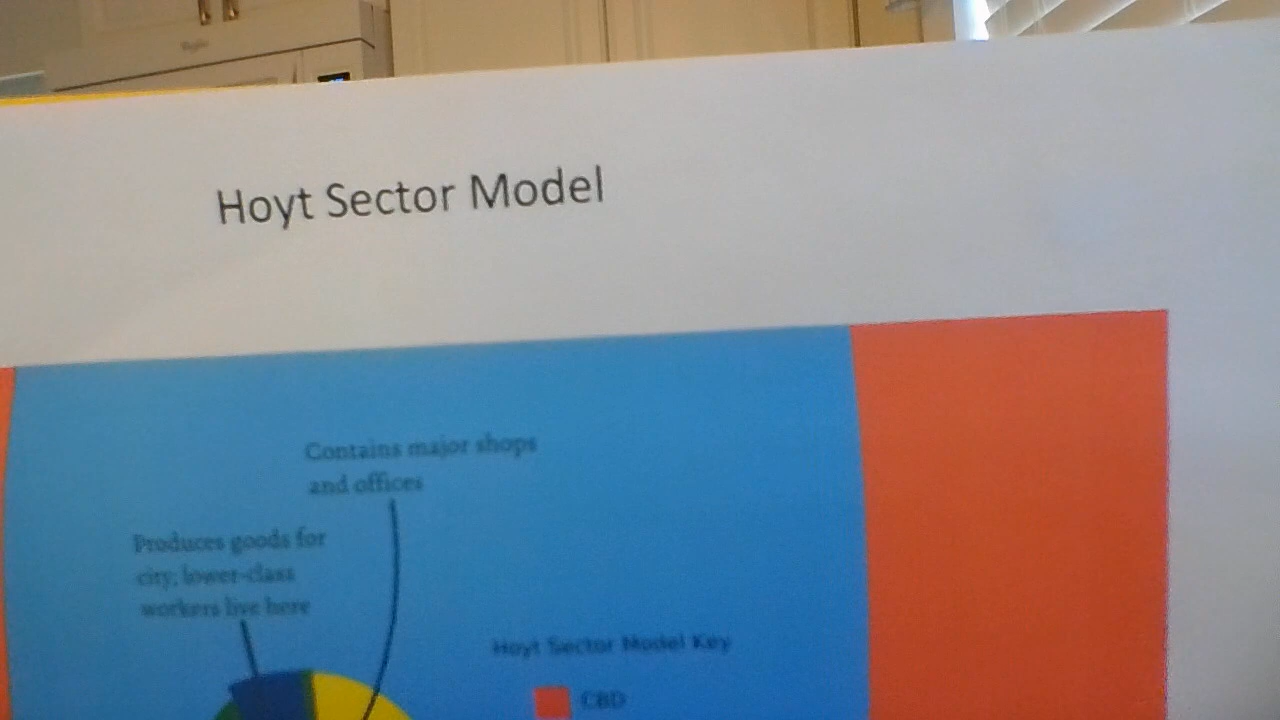 Hoyt Sector Model
Contains major shops
and offices
Produces goods for
city, lower-class
workers live here
Hoyt Sector Model Key
CBD